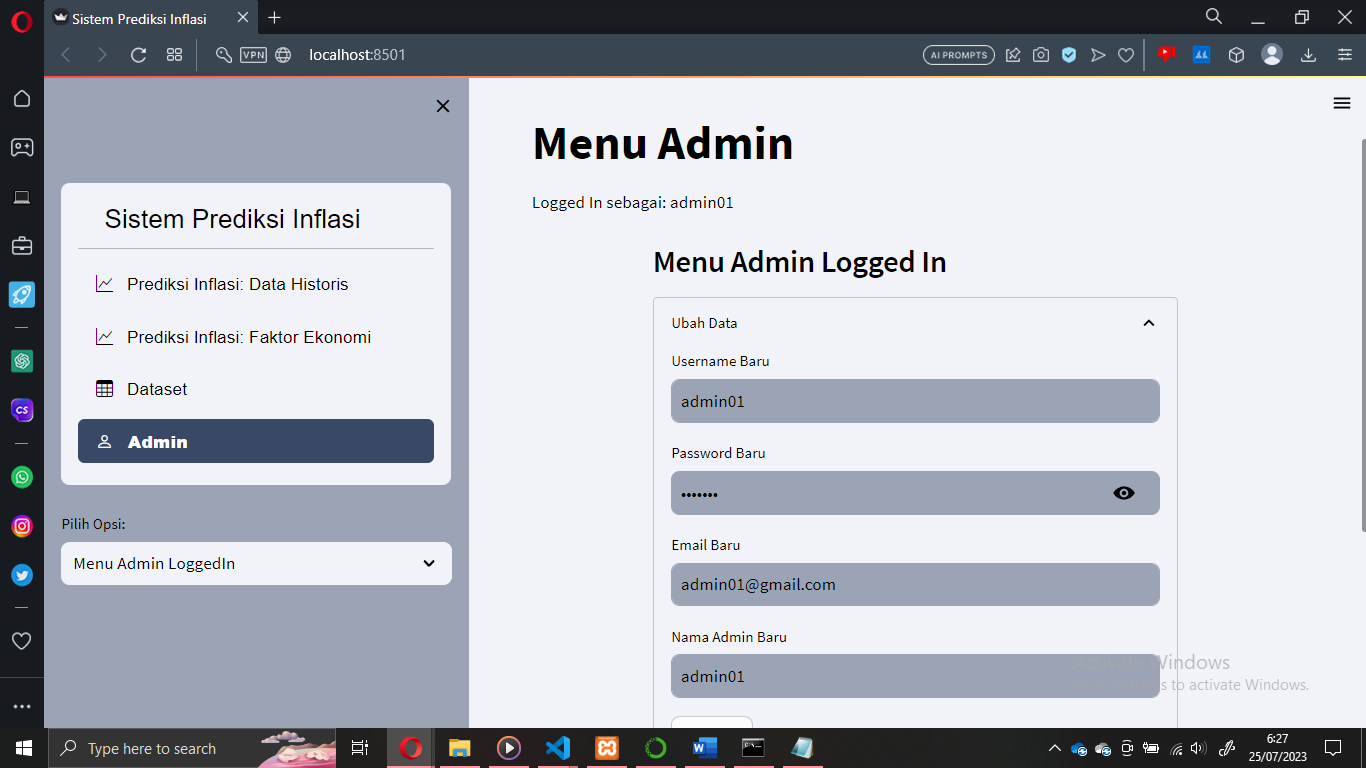 Sistem Prediksi Inflasi
VPN
localhost:8501
AI PROMPTS
Menu Admin
Logged In sebagai: admin01
Sistem Prediksi Inflasi
Prediksi Inflasi: Data Historis
Prediksi Inflasi: Faktor Ekonomi
Dataset
Admin
Pilih Opsi:
Menu Admin LoggedIn
Menu Admin Logged In
Ubah Data
Username Baru
admin01
Password Baru
•••••••
Email Baru
admin01@gmail.com
Nama Admin Baru
admin01
Activate Windows
to activate Windows.
CS
Type here to search
6:27
25/07/2023